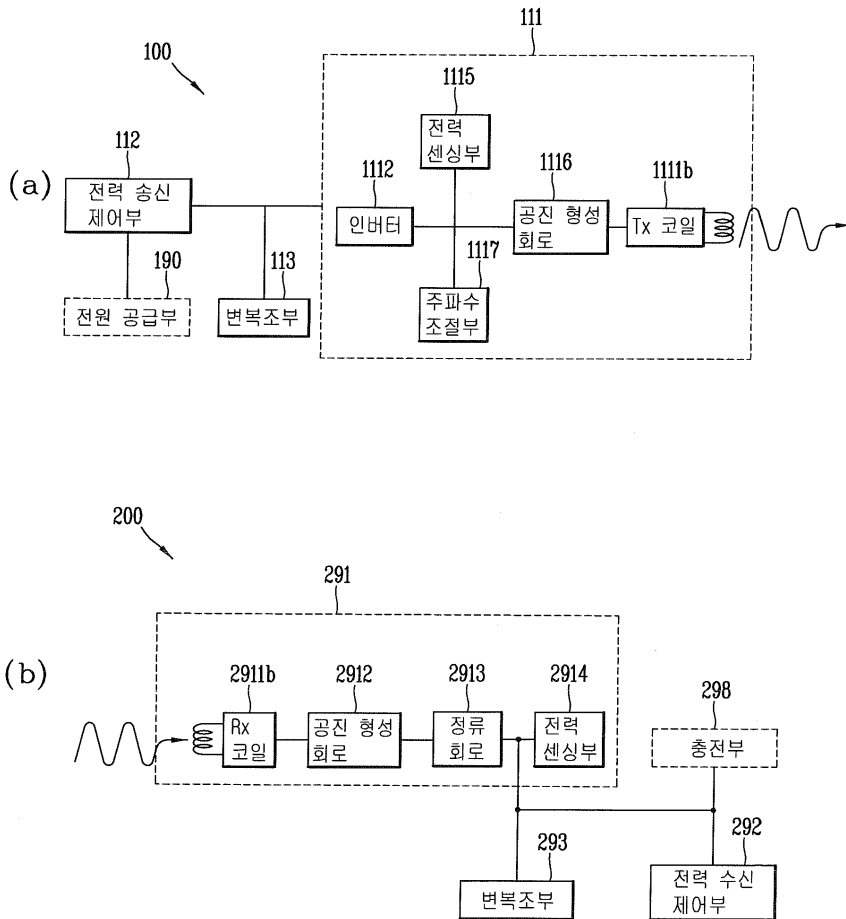 111
100
1115
전력
센싱부
112
1112
1116
1111b
(a)
전력 송신
제어부
인버터
공진 형성
회로
Tx 코일
190
113
1117
전원 공급부
변복조부
주파수
조절부
200
291
(b)
2911b
2912
2913
2914
298
Rx
코일
공진 형성
회로
정류
회로
전력
센싱부
충전부
293
292
변복조부
전력 수신
제어부